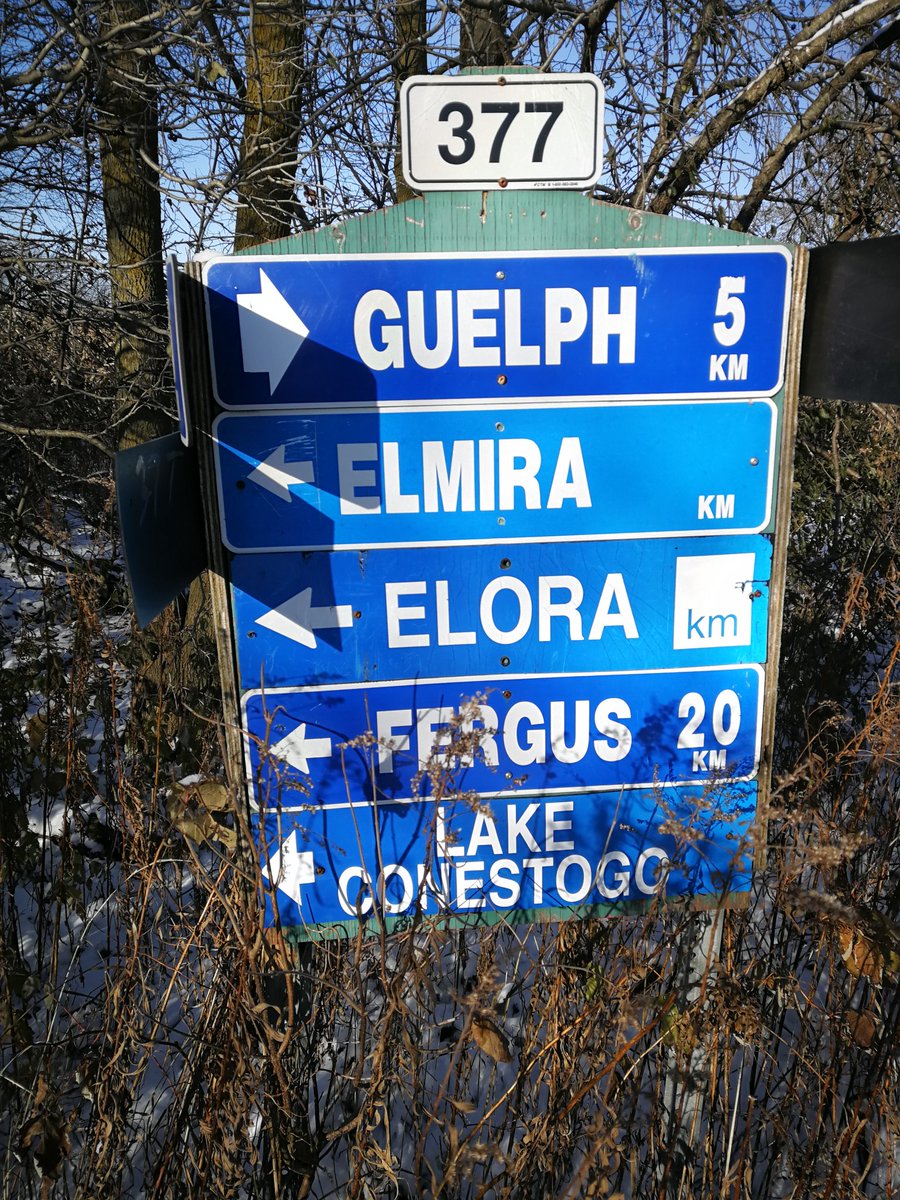 377
GUELPH 5 KM
ELMIRA KM
ELORA km
FERGUS 20 KM
LAKE
CONESTOGO